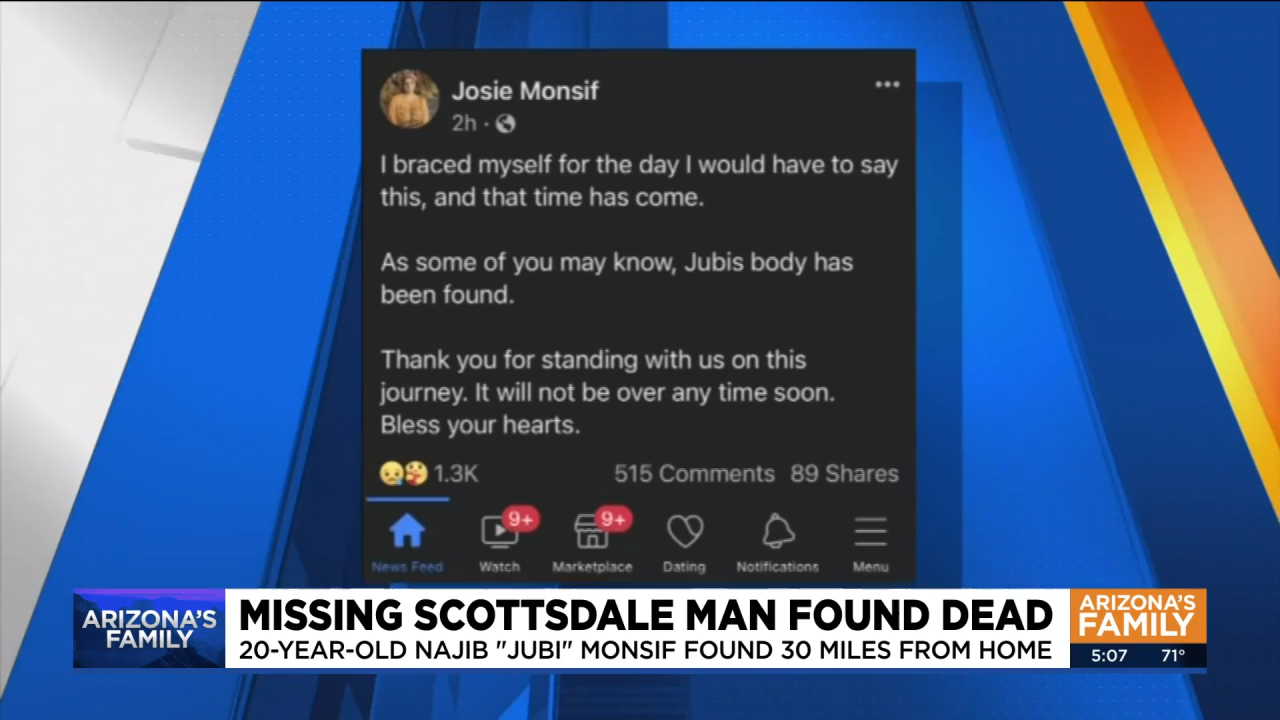 Josie Monsif
2h ·
I braced myself for the day I would have to say
this, and that time has come.
As some of you may know, Jubis body has
been found.
Thank you for standing with us on this
journey. It will not be over any time soon.
Bless your hearts.
1.3K 515 Comments 89 Shares
9+ 9+
News Feed Watch Marketplace Dating Notifications Menu
ARIZONA'S
FAMILY
MISSING SCOTTSDALE MAN FOUND DEAD
20-YEAR-OLD NAJIB "JUBI" MONSIF FOUND 30 MILES FROM HOME
ARIZONA'S
FAMILY
5:07 71°